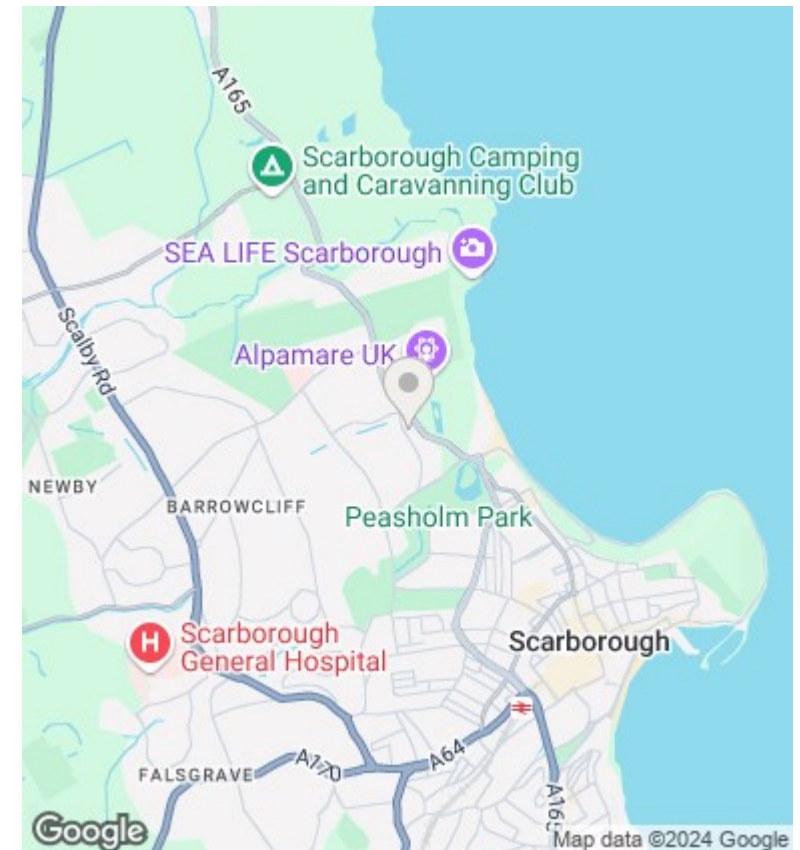 A165
Scarborough Camping
and Caravanning Club
SEA LIFE Scarborough
Scalby Rd
Alpamare UK
NEWBY
BARROWCLIFF
Peasholm Park
H
Scarborough
General Hospital
Scarborough
A64
FALSGRAVE
A170
A165
Google
Map data ©2024 Google